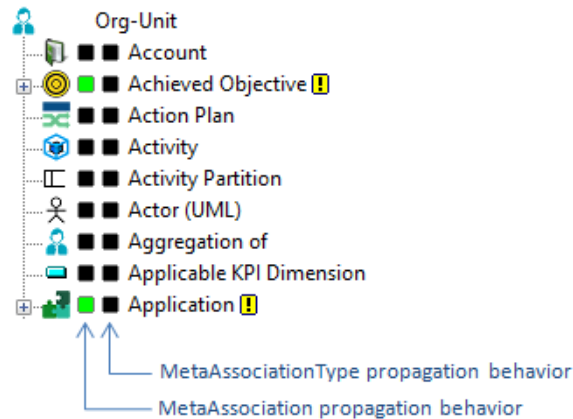 Org-Unit
Account
Achieved Objective
Action Plan
Activity
Activity Partition
Actor (UML)
Aggregation of
Applicable KPI Dimension
Application
MetaAssociationType propagation behavior
MetaAssociation propagation behavior